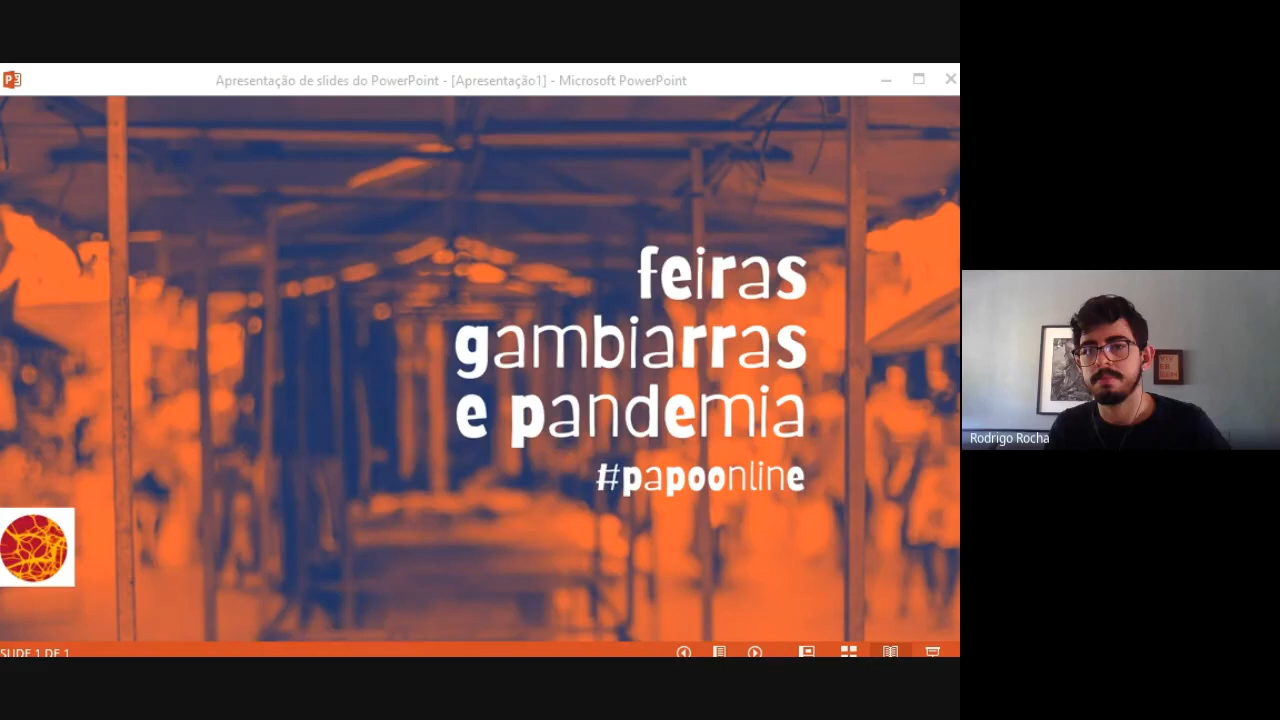 Apresentação de slides do PowerPoint - [Apresentação1] - Microsoft PowerPoint
feiras
gambiarras
e pandemia
#papoonline
Rodrigo Rocha
SLIDE 1 DE 1